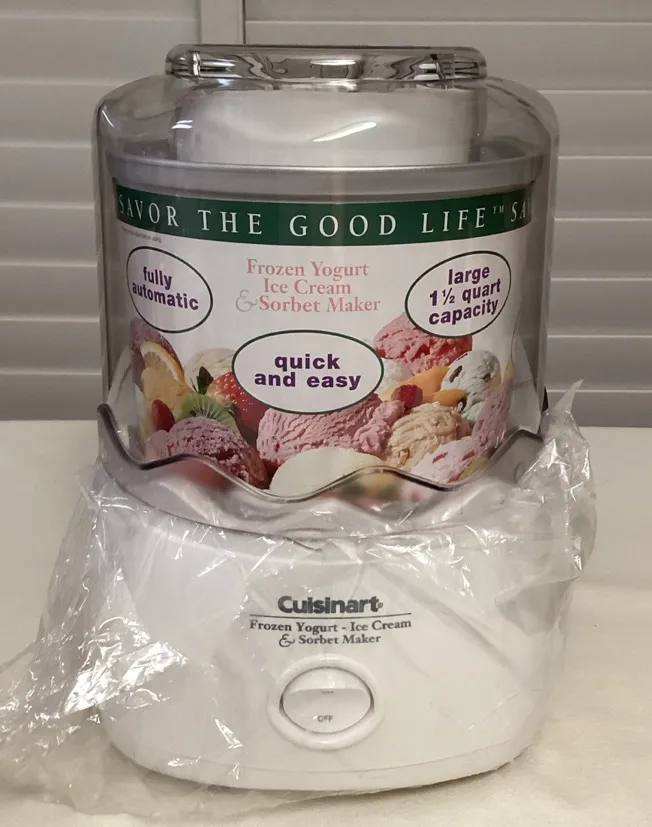 SAVOR THE GOOD LIFE™ SA
fully
automatic
Frozen Yogurt
Ice Cream
& Sorbet Maker
large
1½ quart
capacity
quick
and easy
Cuisinart®
Frozen Yogurt - Ice Cream
& Sorbet Maker
OFF